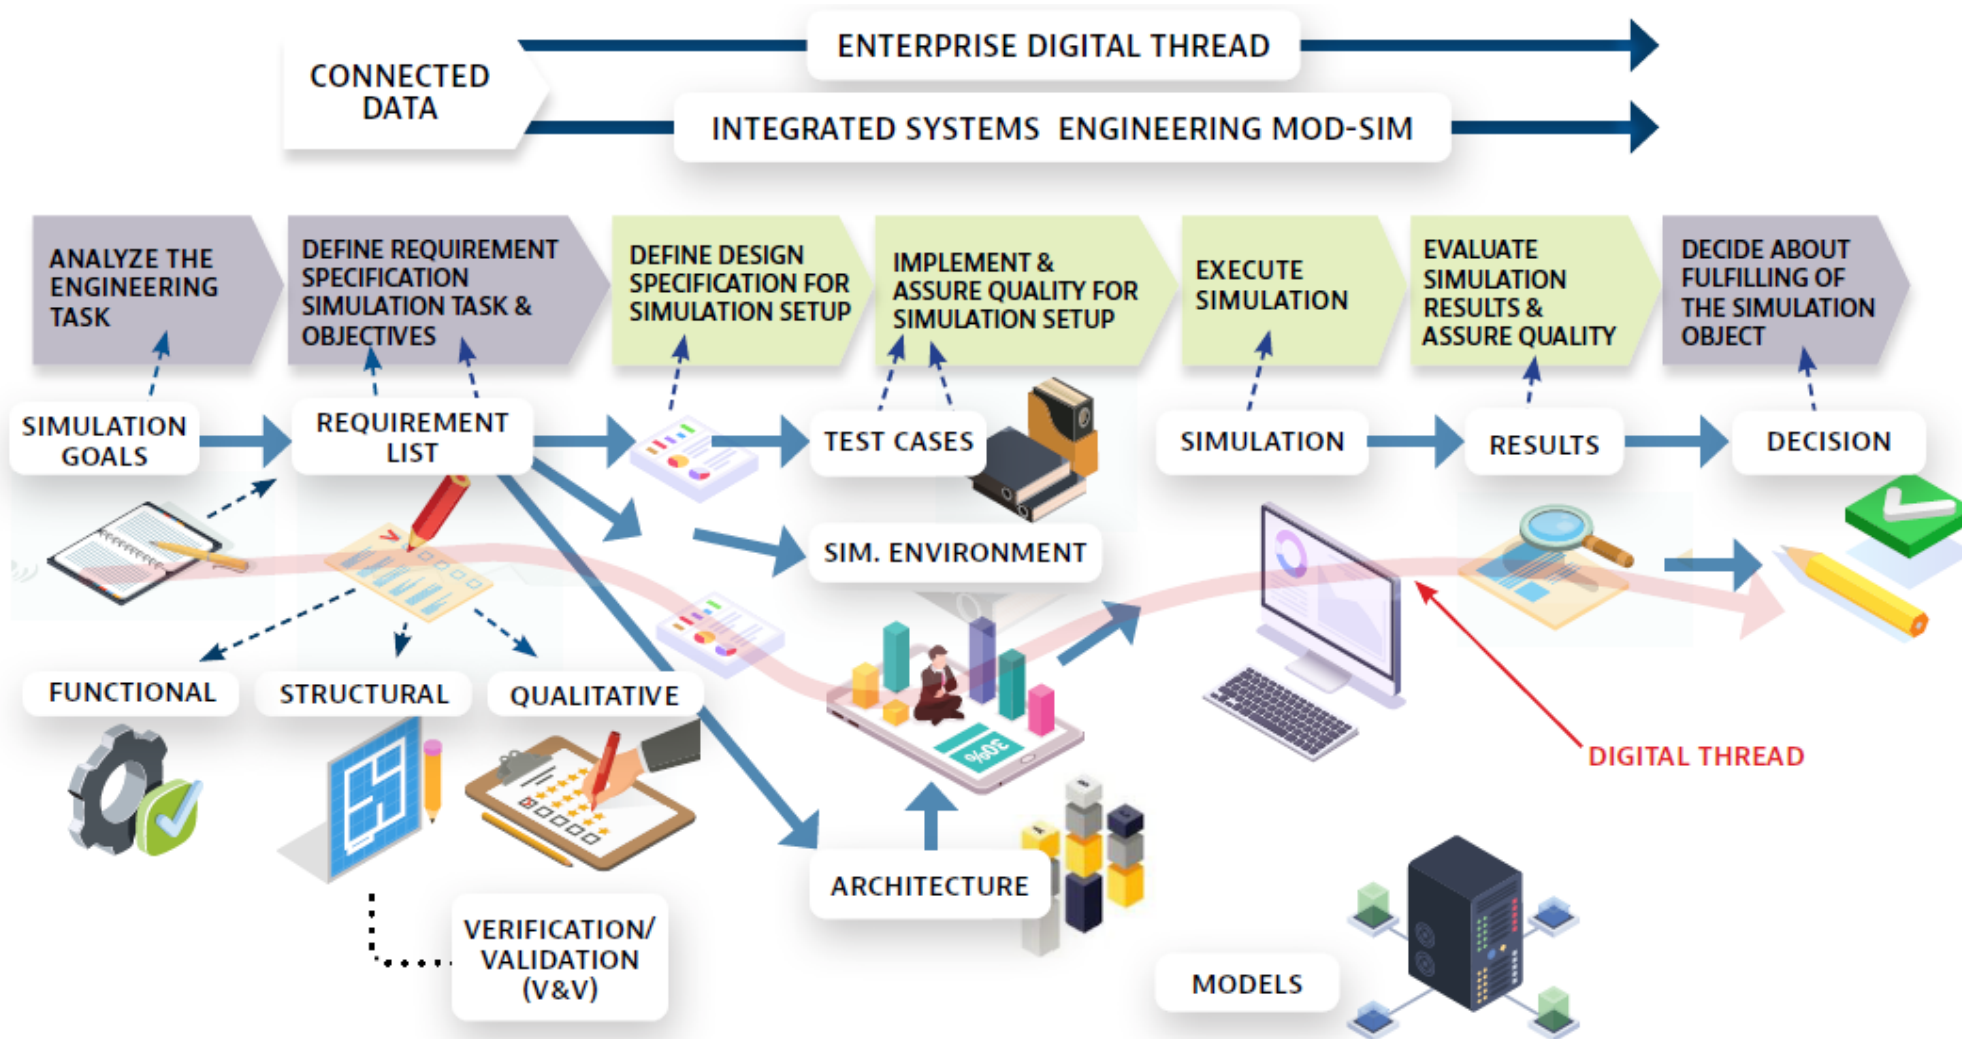 ENTERPRISE DIGITAL THREAD
CONNECTED
DATA
INTEGRATED SYSTEMS ENGINEERING MOD-SIM
ANALYZE THE
ENGINEERING
TASK
DEFINE REQUIREMENT
SPECIFICATION
SIMULATION TASK &
OBJECTIVES
DEFINE DESIGN
SPECIFICATION FOR
SIMULATION SETUP
IMPLEMENT &
ASSURE QUALITY FOR
SIMULATION SETUP
EXECUTE
SIMULATION
EVALUATE
SIMULATION
RESULTS &
ASSURE QUALITY
DECIDE ABOUT
FULFILLING OF
THE SIMULATION
OBJECT
SIMULATION
GOALS
REQUIREMENT
LIST
TEST CASES
SIMULATION
RESULTS
DECISION
SIM. ENVIRONMENT
FUNCTIONAL
STRUCTURAL
QUALITATIVE
30%
DIGITAL THREAD
ARCHITECTURE
VERIFICATION/
VALIDATION
(V&V)
MODELS